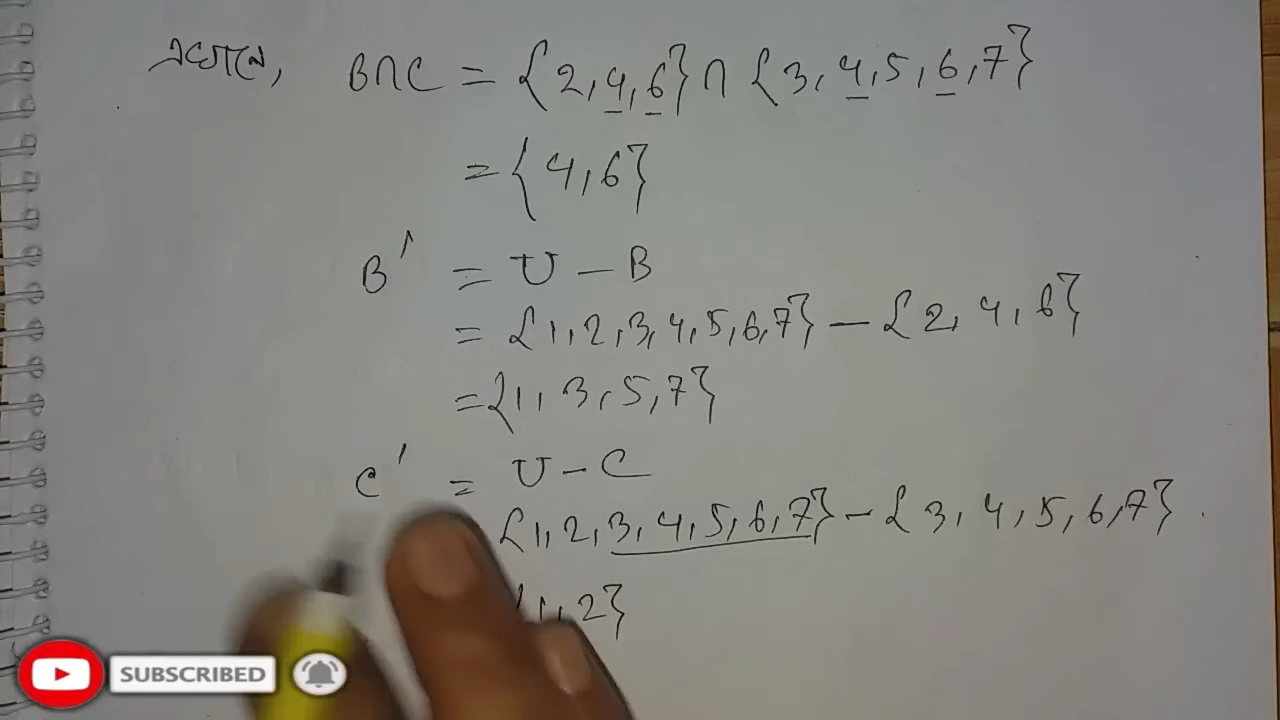 এখানে, B∩C = {2,4,6}∩{3,4,5,6,7}
={4,6}
B' = U-B
= {1,2,3,4,5,6,7}-{2,4,6}
={1,3,5,7}
C' = U-C
{1,2,3,4,5,6,7}-{3,4,5,6,7}
{1,2}
SUBSCRIBED